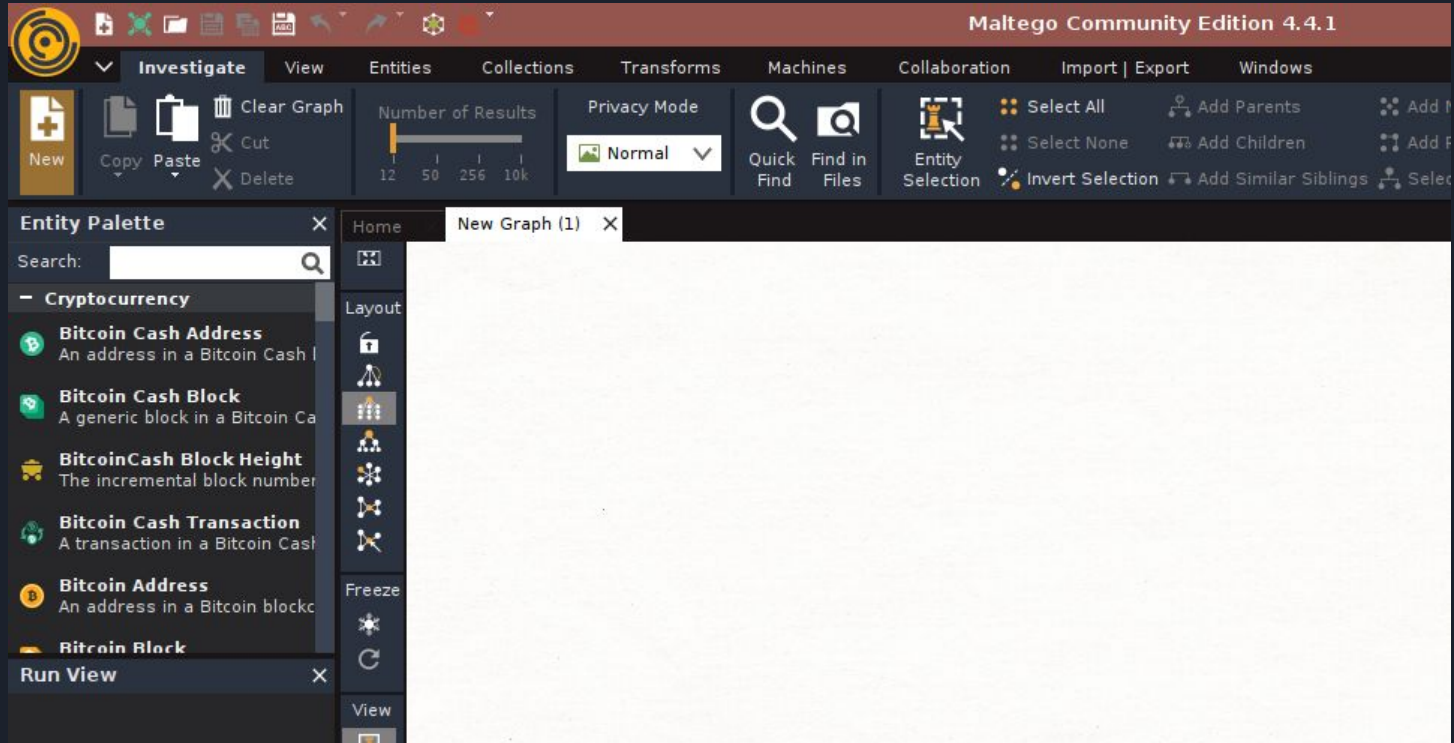 Maltego Community Edition 4.4.1
Investigate View Entities Collections Transforms Machines Collaboration Import | Export Windows
New
Copy
Paste
Clear Graph
Cut
Delete
Number of Results
12 50 256 10k
Privacy Mode
Normal
Quick Find
Find in Files
Entity Selection
Select All
Select None
Invert Selection
Add Parents
Add Children
Add Similar Siblings
Add
Add
Entity Palette
Home
New Graph (1)
Search:
Cryptocurrency
Bitcoin Cash Address
An address in a Bitcoin Cash
Bitcoin Cash Block
A generic block in a Bitcoin Ca
BitcoinCash Block Height
The incremental block number
Bitcoin Cash Transaction
A transaction in a Bitcoin Cash
Bitcoin Address
An address in a Bitcoin blockc
Bitcoin Block
Run View
Layout
Freeze
View